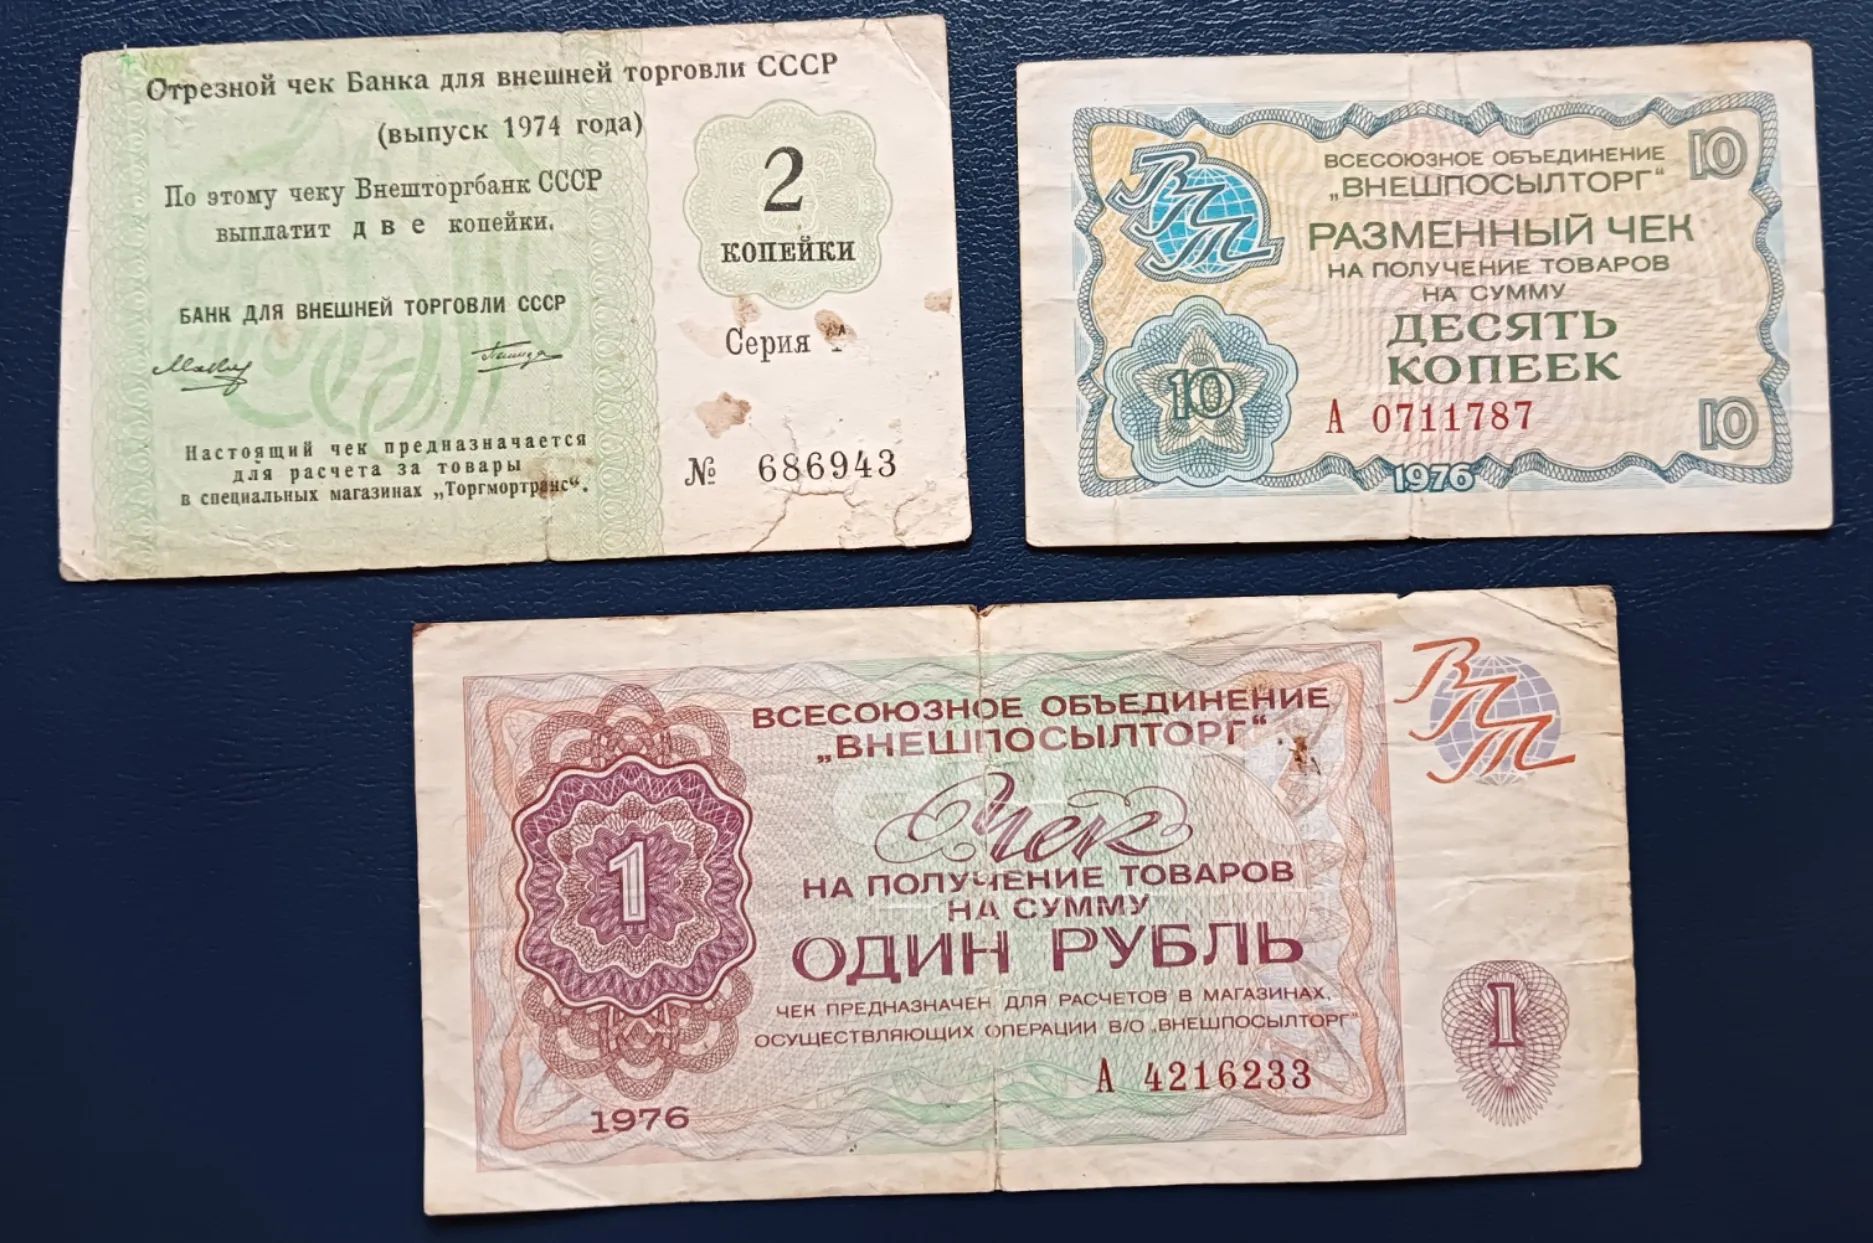 Отрезной чек Банка для внешней торговли СССР
(выпуск 1974 года)
По этому чеку Внешторгбанк СССР
выплатит две копейки.
БАНК ДЛЯ ВНЕШНЕЙ ТОРГОВЛИ СССР
Настоящий чек предназначается
для расчета за товары
в специальных магазинах „Торгмортранс“.
2
КОПЕЙКИ
Серия
№ 686943
ВПТ
ВСЕСОЮЗНОЕ ОБЪЕДИНЕНИЕ
„ВНЕШПОСЫЛТОРГ“
РАЗМЕННЫЙ ЧЕК
НА ПОЛУЧЕНИЕ ТОВАРОВ
НА СУММУ
ДЕСЯТЬ
КОПЕЕК
А 0711787
1976
10
10
10
ВСЕСОЮЗНОЕ ОБЪЕДИНЕНИЕ
„ВНЕШПОСЫЛТОРГ“
Чек
НА ПОЛУЧЕНИЕ ТОВАРОВ
НА СУММУ
ОДИН РУБЛЬ
ЧЕК ПРЕДНАЗНАЧЕН ДЛЯ РАСЧЕТОВ В МАГАЗИНАХ,
ОСУЩЕСТВЛЯЮЩИХ ОПЕРАЦИИ В/О „ВНЕШПОСЫЛТОРГ“
А 4216233
1976
1
ВПТ
1